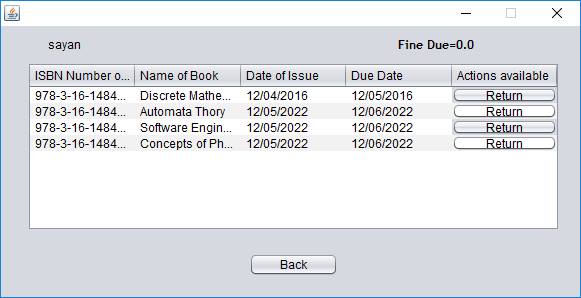 sayan Fine Due=0.0
ISBN Number o... Name of Book Date of Issue Due Date Actions available
978-3-16-1484... Discrete Mathe... 12/04/2016 12/05/2016 Return
978-3-16-1484... Automata Thory 12/05/2022 12/06/2022 Return
978-3-16-1484... Software Engin... 12/05/2022 12/06/2022 Return
978-3-16-1484... Concepts of Ph... 12/05/2022 12/06/2022 Return
Back